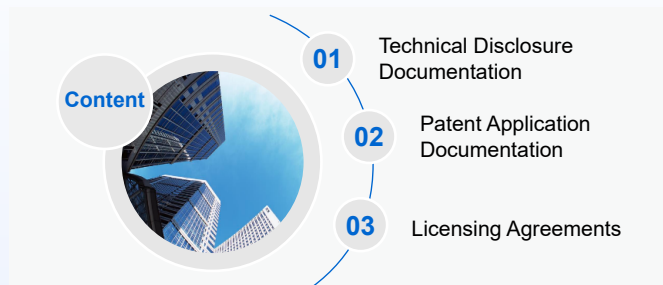 Content
01
Technical Disclosure
Documentation
02
Patent Application
Documentation
03
Licensing Agreements